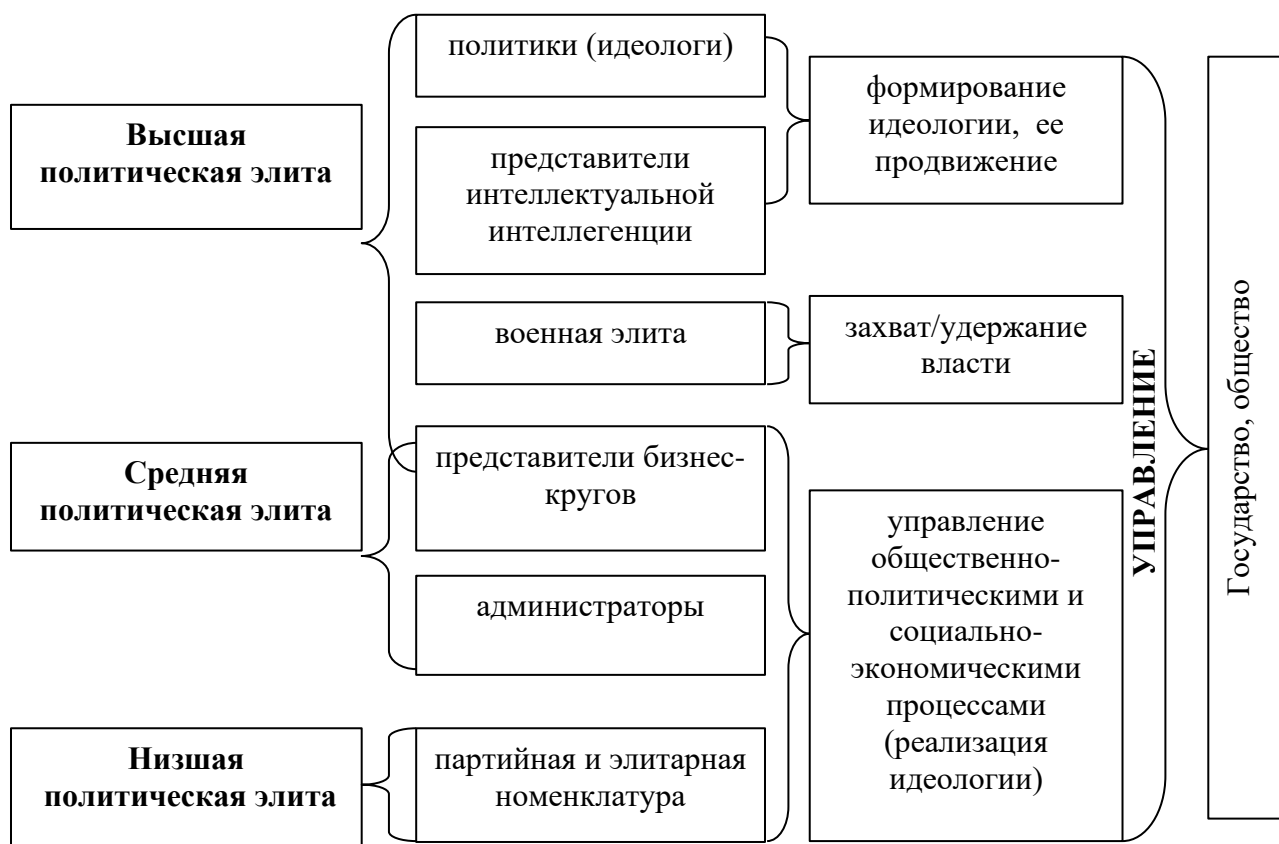 Высшая
политическая элита
Средняя
политическая элита
Низшая
политическая элита
политики (идеологи)
представители
интеллектуальной
интеллегенции
военная элита
представители бизнес-
кругов
администраторы
партийная и элитарная
номенклатура
формирование
идеологии, ее
продвижение
захват/удержание
власти
управление
общественно-
политическими и
социально-
экономическими
процессами
(реализация
идеологии)
УПРАВЛЕНИЕ
Государство, общество